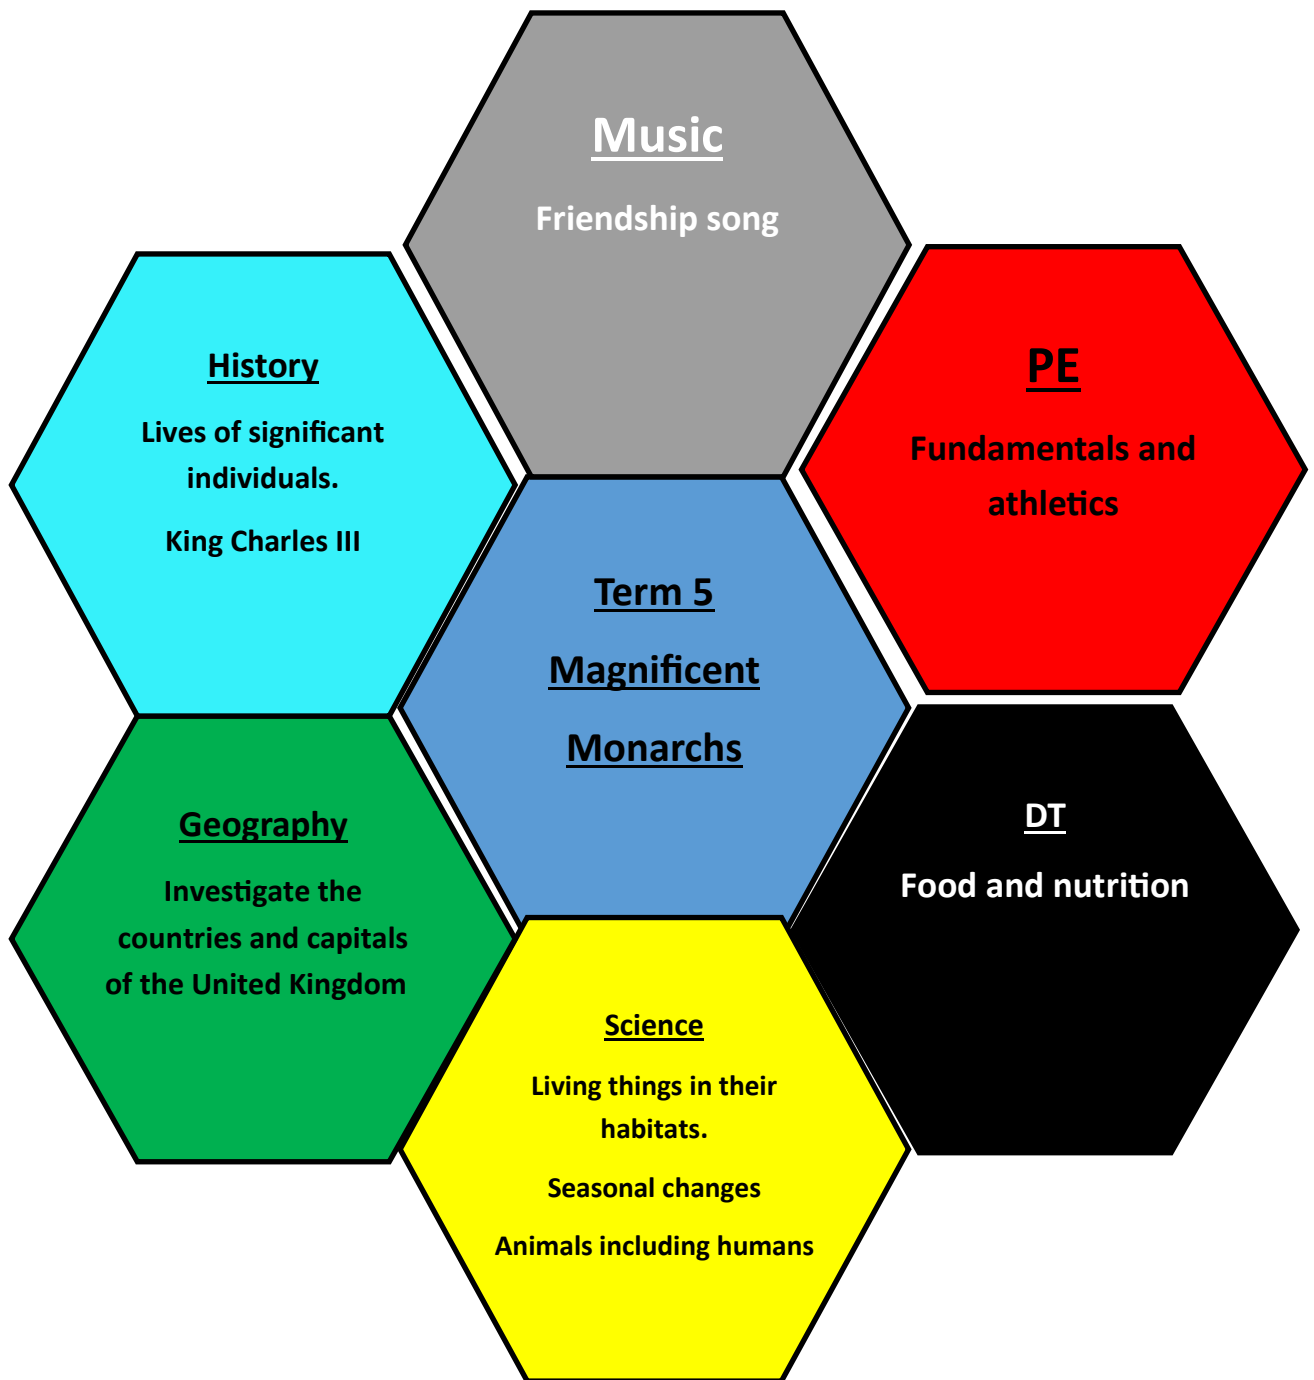 Music
Friendship song
History
Lives of significant
individuals.
King Charles III
PE
Fundamentals and
athletics
Term 5
Magnificent
Monarchs
Geography
Investigate the
countries and capitals
of the United Kingdom
DT
Food and nutrition
Science
Living things in their
habitats.
Seasonal changes
Animals including humans